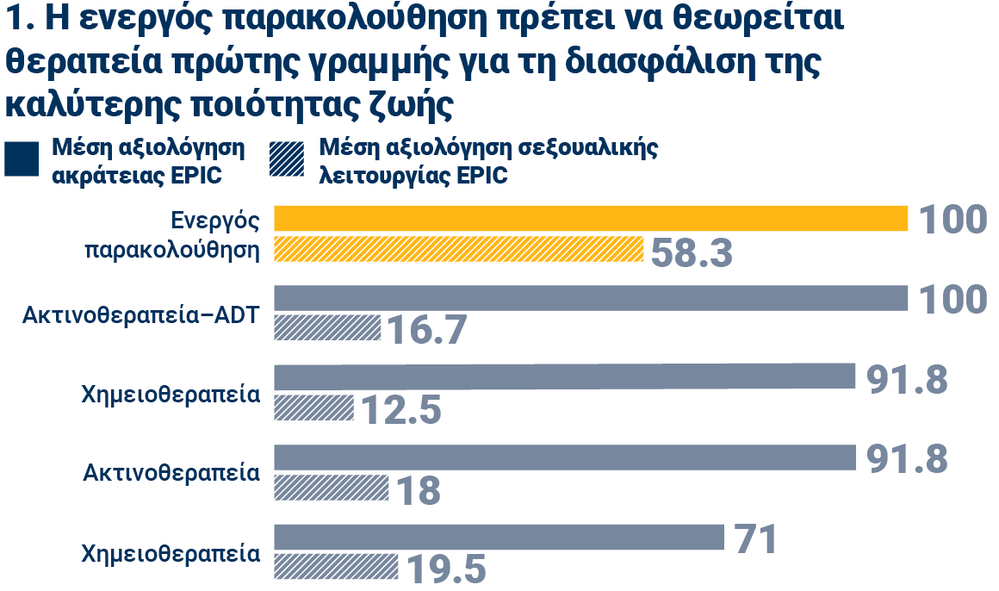 1. Η ενεργός παρακολούθηση πρέπει να θεωρείται
θεραπεία πρώτης γραμμής για τη διασφάλιση της
καλύτερης ποιότητας ζωής
Μέση αξιολόγηση
ακράτειας EPIC
Μέση αξιολόγηση σεξουαλικής
λειτουργίας EPIC
Ενεργός
παρακολούθηση
100
58.3
Ακτινοθεραπεία–ADT
100
16.7
Χημειοθεραπεία
91.8
12.5
Ακτινοθεραπεία
91.8
18
Χημειοθεραπεία
71
19.5